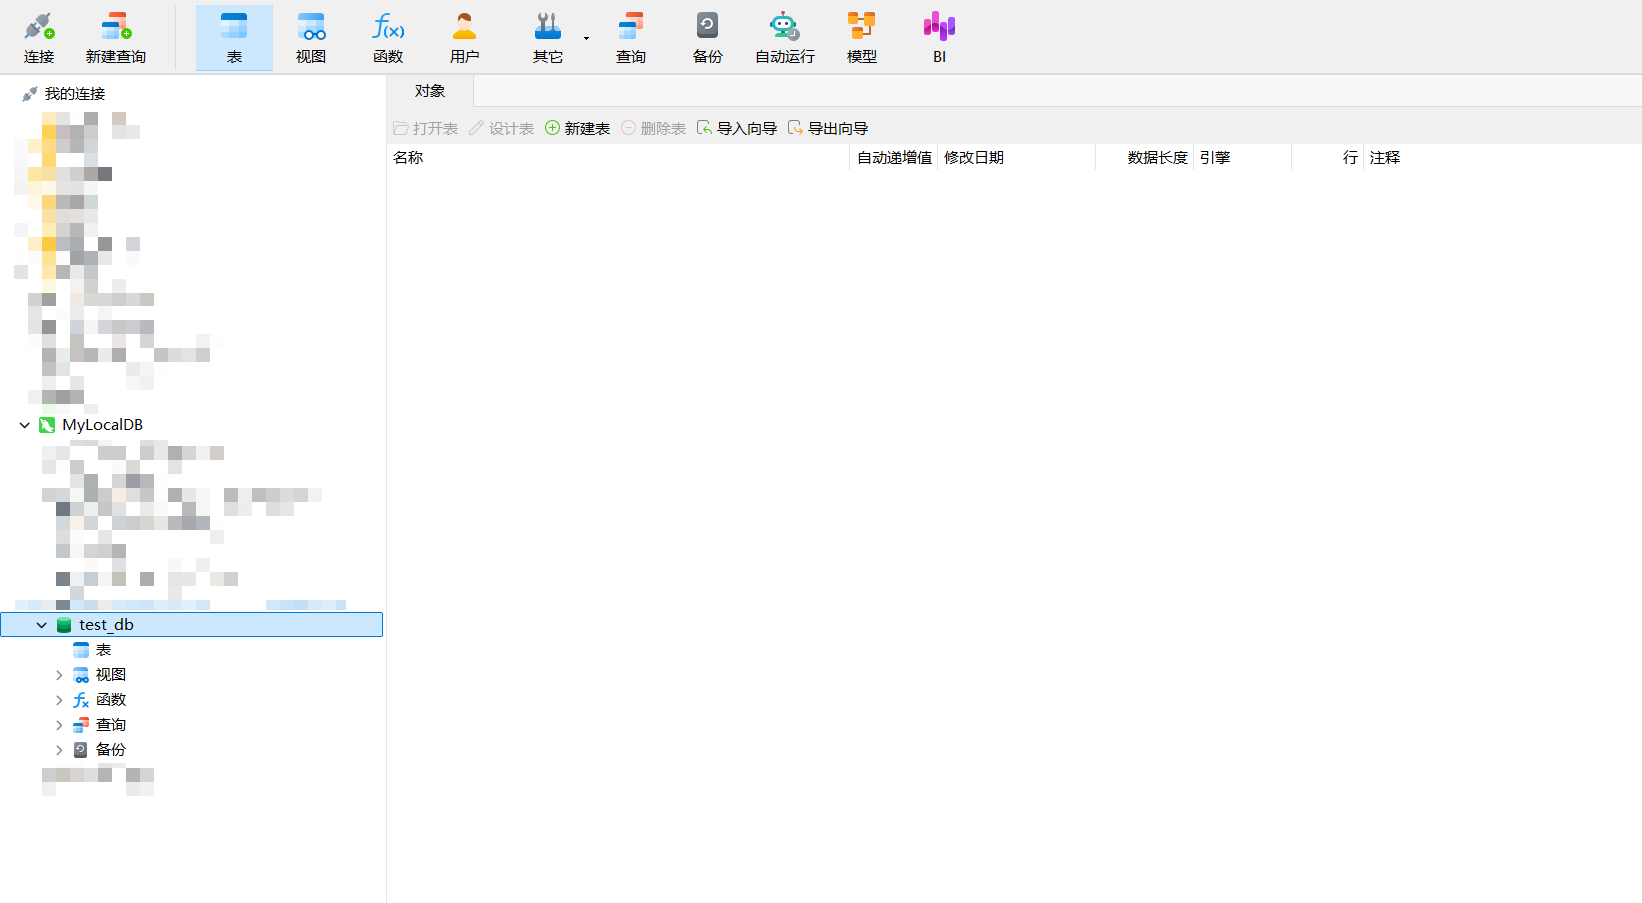 连接 新建查询 表 视图 函数 用户 其它 查询 备份 自动运行 模型 BI
我的连接
对象
打开表 设计表 新建表 删除表 导入向导 导出向导
名称 自动递增值 修改日期 数据长度 引擎 行 注释
MyLocalDB
test_db
表
视图
函数
查询
备份